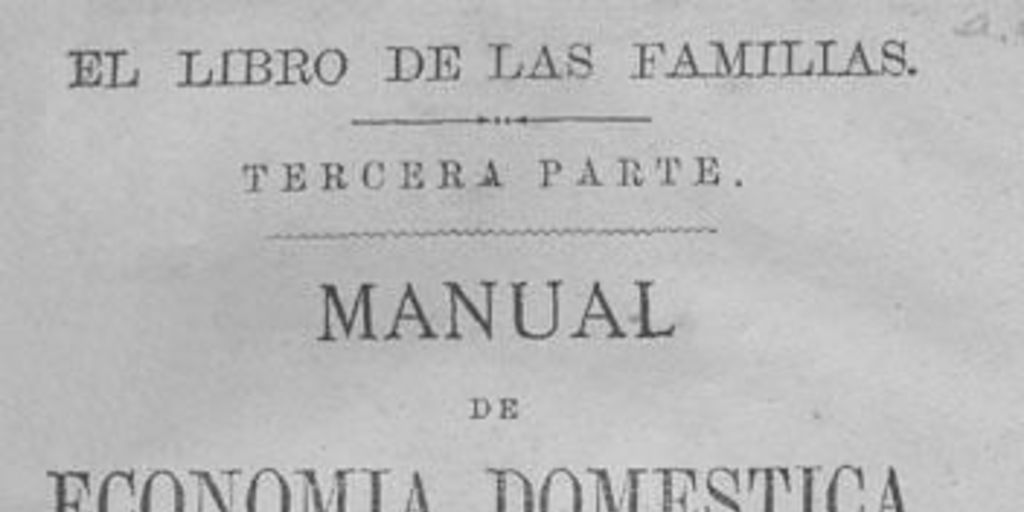 EL LIBRO DE LAS FAMILIAS.
TERCERA PARTE.
MANUAL
DE
ECONOMIA DOMESTICA